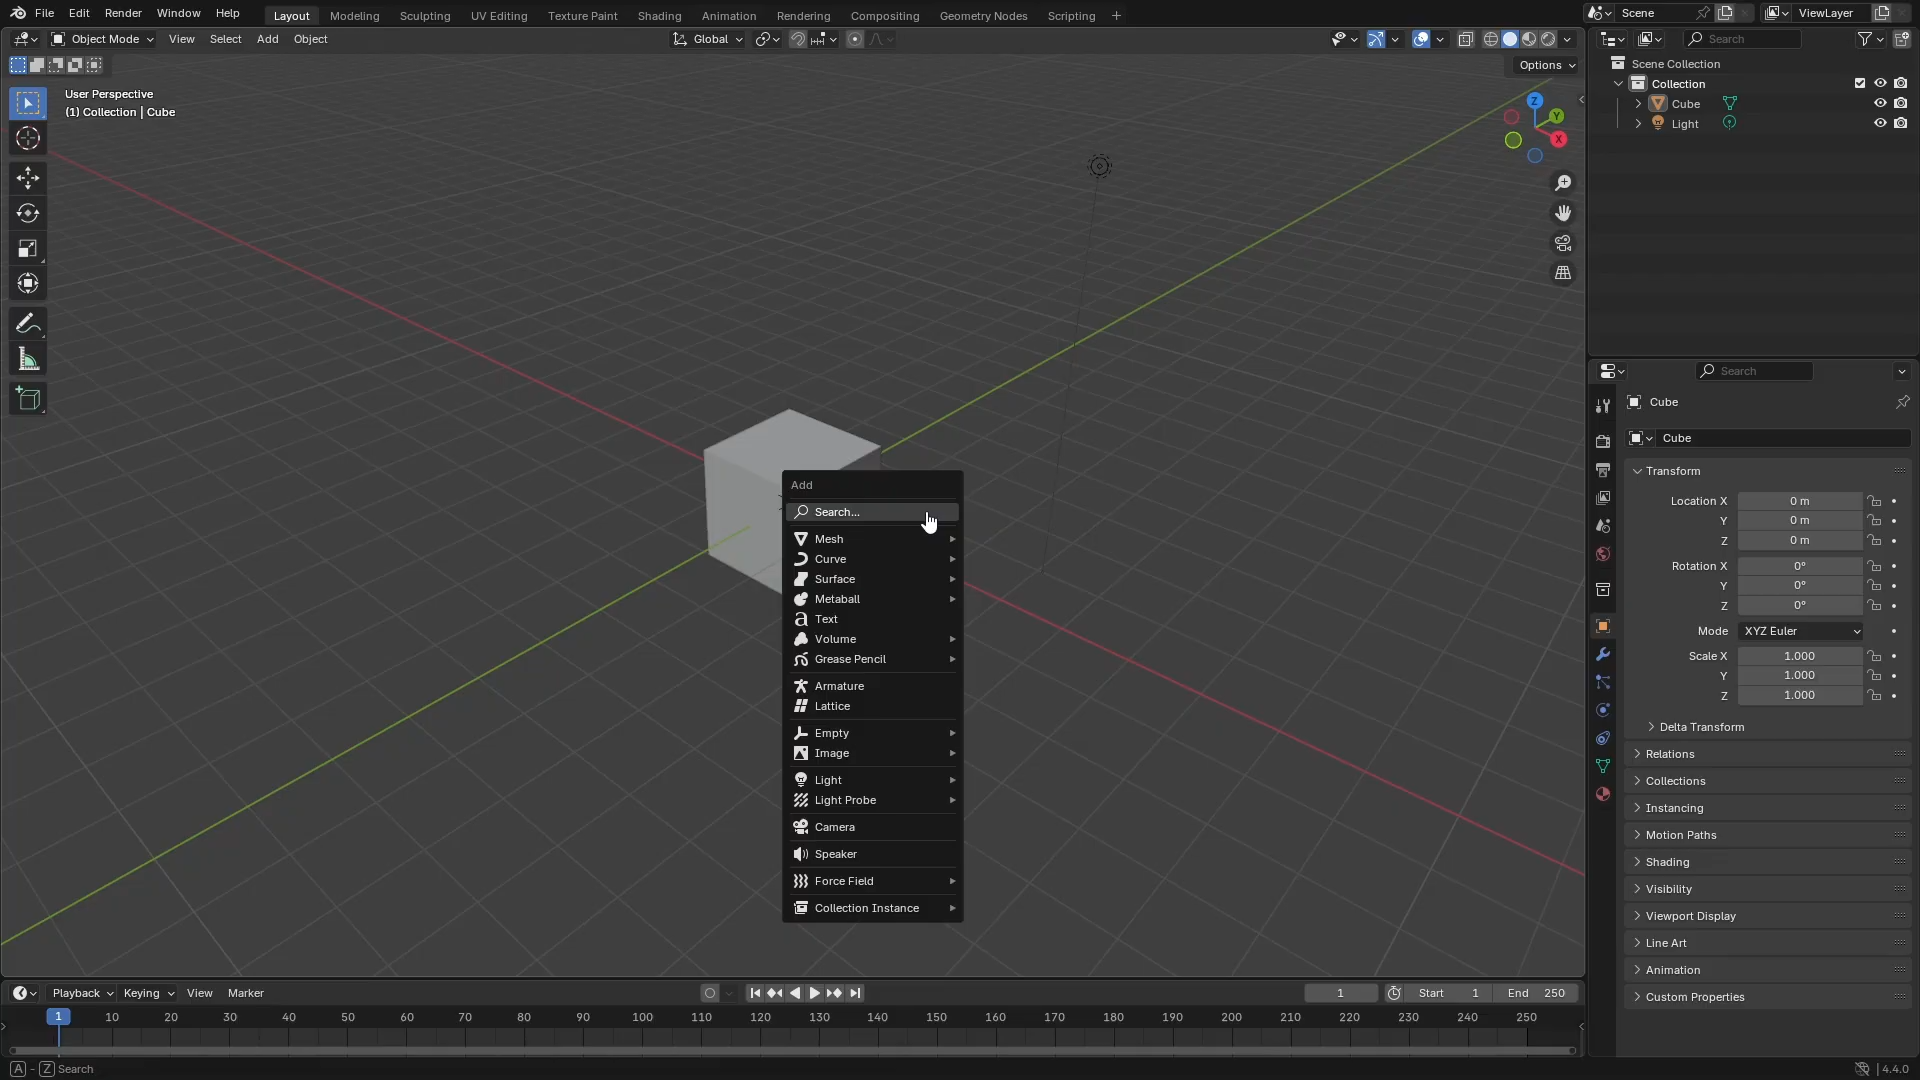 File Edit Render Window Help Layout Modeling Sculpting UV Editing Texture Paint Shading Animation Rendering Compositing Geometry Nodes Scripting + Scene ViewLayer
Object Mode View Select Add Object Global Search
Options
User Perspective
(1) Collection | Cube
Z
Y
X
Scene Collection
Collection
Cube
Light
Add
Search...
Mesh
Curve
Surface
Metaball
Text
Volume
Grease Pencil
Armature
Lattice
Empty
Image
Light
Light Probe
Camera
Speaker
Force Field
Collection Instance
Search
Cube
Cube
Transform
Location X 0 m
Y 0 m
Z 0 m
Rotation X 0°
Y 0°
Z 0°
Mode XYZ Euler
Scale X 1.000
Y 1.000
Z 1.000
Delta Transform
Relations
Collections
Instancing
Motion Paths
Shading
Visibility
Viewport Display
Line Art
Animation
Custom Properties
Playback Keying View Marker 1 Start 1 End 250
1 10 20 30 40 50 60 70 80 90 100 110 120 130 140 150 160 170 180 190 200 210 220 230 240 250
A - Z Search 4.4.0